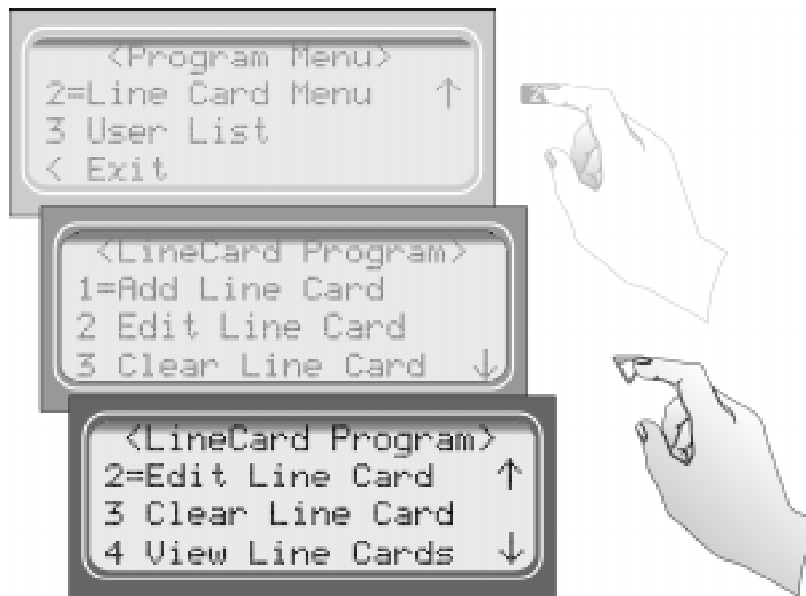 <Program Menu>
2=Line Card Menu ↑
3 User List
< Exit
2
<LineCard Program>
1=Add Line Card
2 Edit Line Card
3 Clear Line Card ↓
<LineCard Program>
2=Edit Line Card ↑
3 Clear Line Card
4 View Line Cards ↓